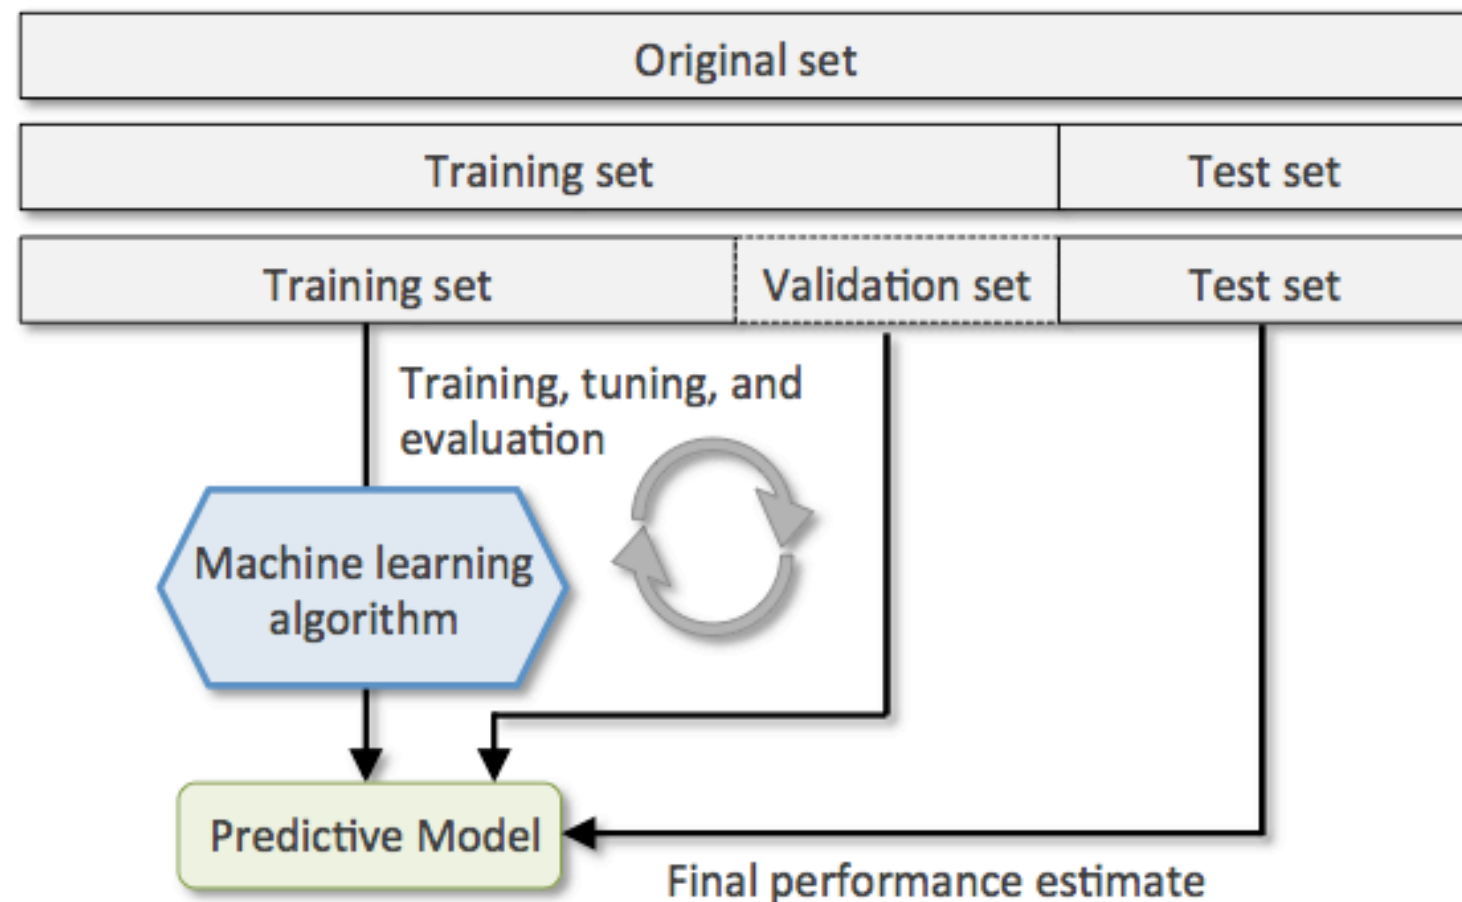 Original set
Training set
Test set
Training set
Validation set
Test set
Training, tuning, and
evaluation
Machine learning
algorithm
Predictive Model
Final performance estimate